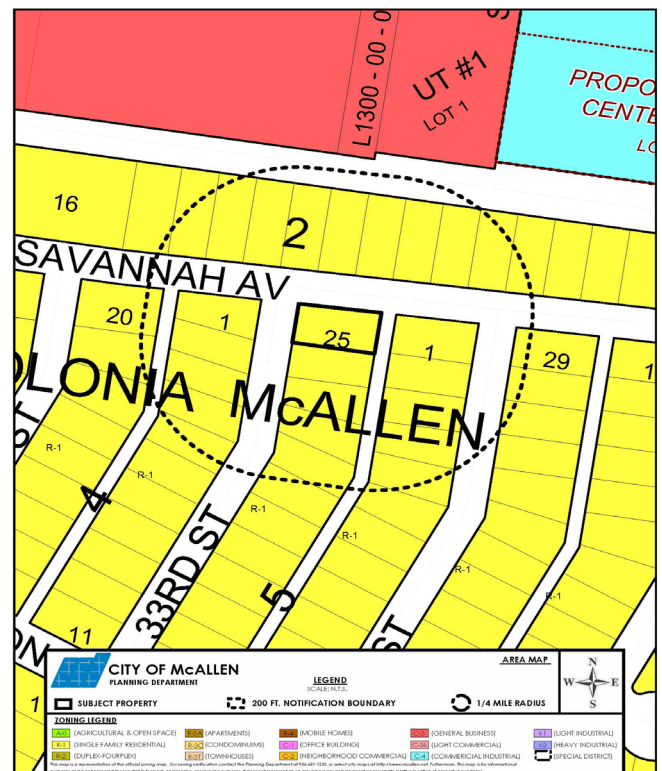 L1300 - 00 - 0
UT #1
LOT 1
PROPO
CENTE
LO
16
2
SAVANNAH AV
20
1
25
1
29
1
OLONIA McALLEN
ST
R-1
R-1
4
R-1
R-1
R-1
R-1
33RD ST
5
ST
11
ON
1
CITY OF McALLEN
PLANNING DEPARTMENT
LEGEND
SCALE: N.T.S.
AREA MAP
N
W E
S
SUBJECT PROPERTY
200 FT. NOTIFICATION BOUNDARY
1/4 MILE RADIUS
ZONING LEGEND
A-O (AGRICULTURAL & OPEN SPACE) R-3A (APARTMENTS) R-4 (MOBILE HOMES) C-3 (GENERAL BUSINESS) I-1 (LIGHT INDUSTRIAL)
R-1 (SINGLE FAMILY RESIDENTIAL) R-3C (CONDOMINIUMS) C-1 (OFFICE BUILDING) C-3L (LIGHT COMMERCIAL) I-2 (HEAVY INDUSTRIAL)
R-2 (DUPLEX-FOURPLEX) R-3T (TOWNHOUSES) C-2 (NEIGHBORHOOD COMMERCIAL) C-4 (COMMERCIAL INDUSTRIAL) (SPECIAL DISTRICT)